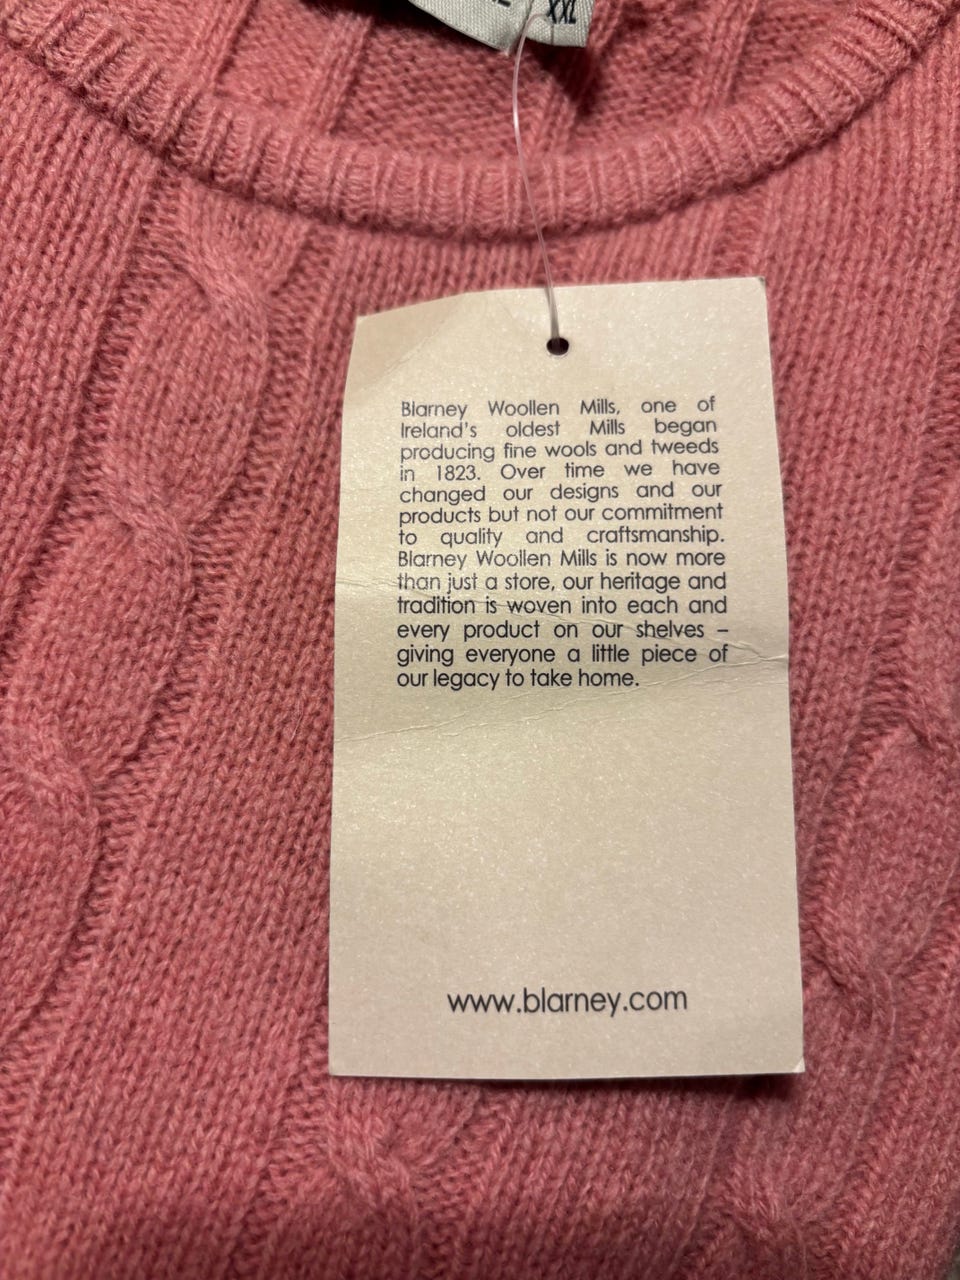 XXL
Blarney Woollen Mills, one of
Ireland's oldest Mills began
producing fine wools and tweeds
in 1823. Over time we have
changed our designs and our
products but not our commitment
to quality and craftsmanship.
Blarney Woollen Mills is now more
than just a store, our heritage and
tradition is woven into each and
every product on our shelves –
giving everyone a little piece of
our legacy to take home.
www.blarney.com